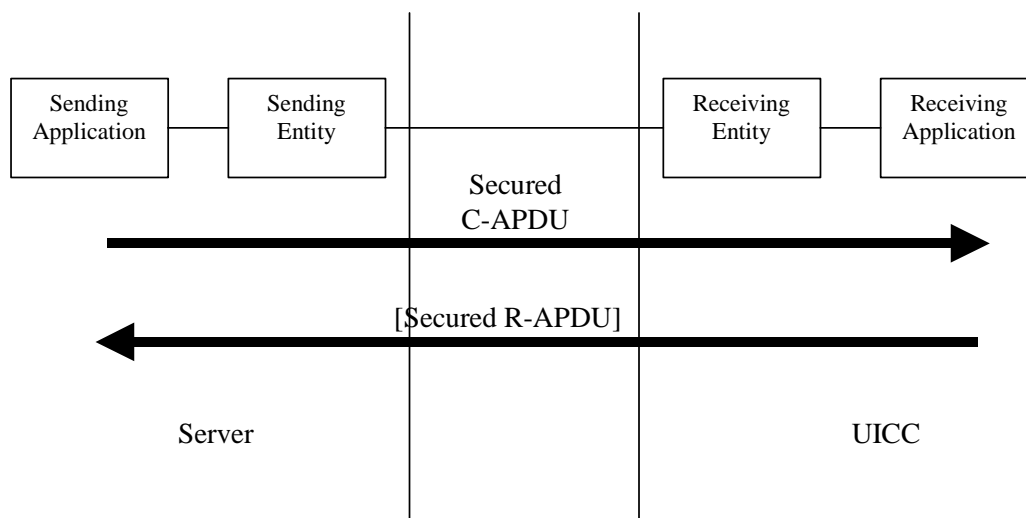 Sending
Application
Sending
Entity
Receiving
Entity
Receiving
Application
Secured
C-APDU
[Secured R-APDU]
Server
UICC